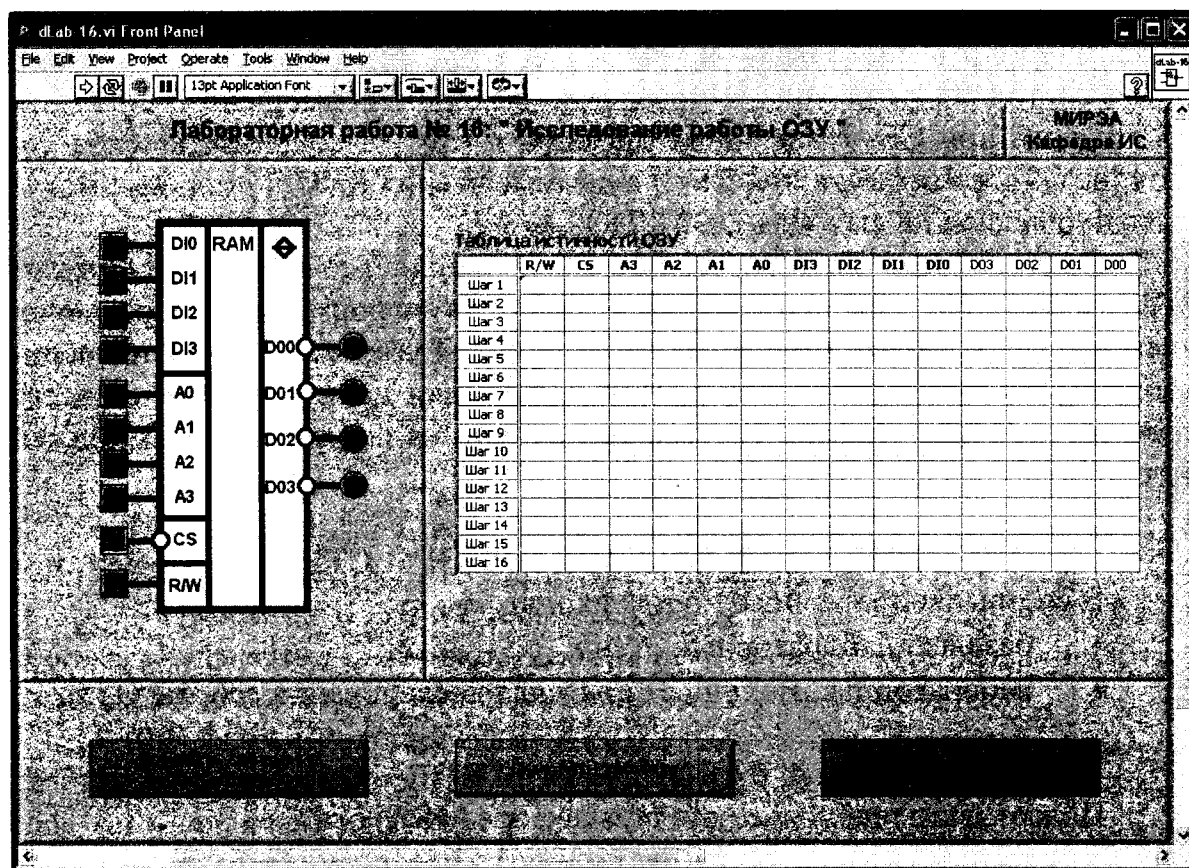 dLab 16.vi Front Panel
File Edit View Project Operate Tools Window Help
13pt Application Font
dLab-16
Лабораторная работа № 16: " Исследование работы ОЗУ "
МИРЭА
Кафедра ИС
DI0 RAM
DI1
DI2
DI3 DO0
A0 DO1
A1
A2 DO2
A3 DO3
CS
R/W
Таблица истинности ОЗУ
R/W CS A3 A2 A1 A0 DI3 DI2 DI1 DI0 DO3 DO2 DO1 DO0
Шаг 1
Шаг 2
Шаг 3
Шаг 4
Шаг 5
Шаг 6
Шаг 7
Шаг 8
Шаг 9
Шаг 10
Шаг 11
Шаг 12
Шаг 13
Шаг 14
Шаг 15
Шаг 16